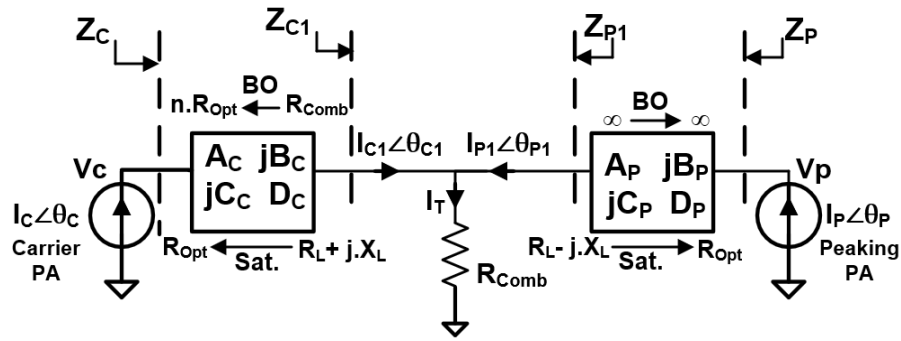 Z_C Z_C1 Z_P1 Z_P
BO BO
n.R_Opt R_Comb ∞ ∞
I_C1∠θ_C1 I_P1∠θ_P1
Vc A_C jB_C A_P jB_P Vp
jC_C D_C I_T jC_P D_P
I_C∠θ_C I_P∠θ_P
Carrier R_Opt R_L+ j.X_L R_L- j.X_L R_Opt Peaking
PA Sat. R_Comb Sat. PA